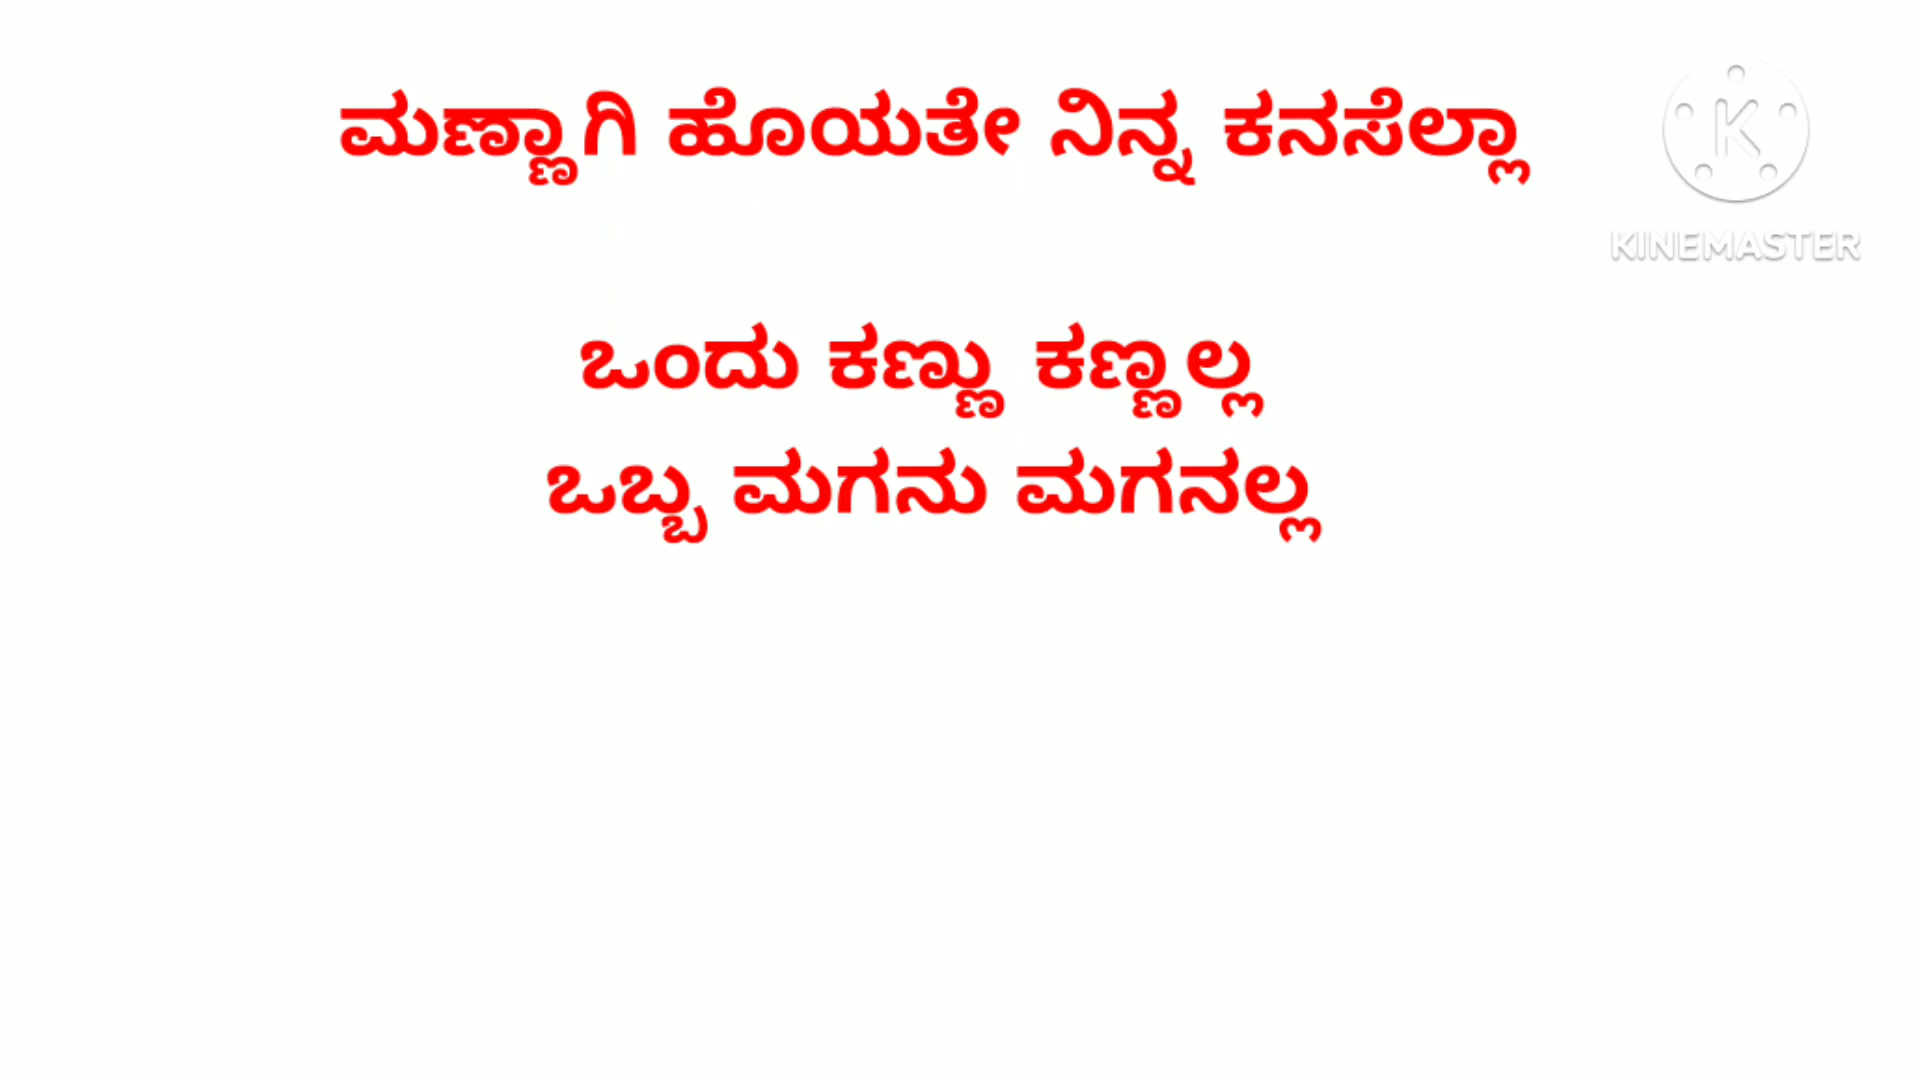 ಮಣ್ಣಾಗಿ ಹೊಯತೇ ನಿನ್ನ ಕನಸೆಲ್ಲಾ
K
KINEMASTER
ಒಂದು ಕಣ್ಣು ಕಣ್ಣಲ್ಲ
ಒಬ್ಬ ಮಗನು ಮಗನಲ್ಲ